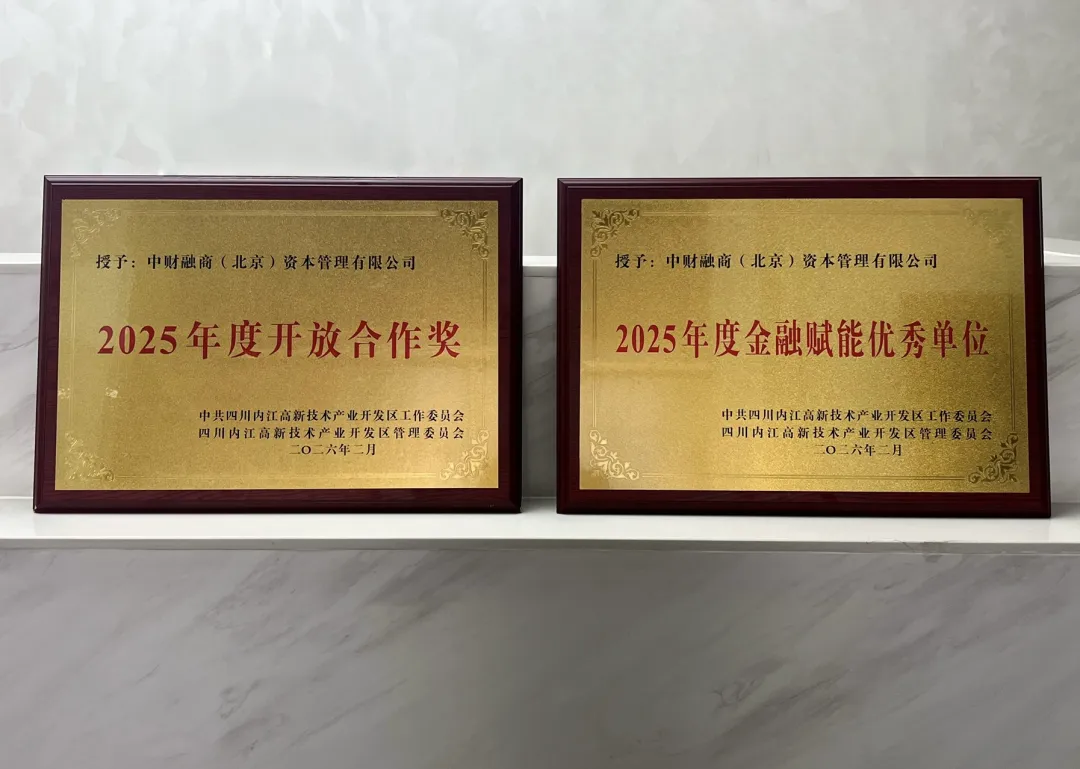 授予：中财融商（北京）资本管理有限公司
2025年度开放合作奖
中共四川内江高新技术产业开发区工作委员会
四川内江高新技术产业开发区管理委员会
二〇二六年二月
授予：中财融商（北京）资本管理有限公司
2025年度金融赋能优秀单位
中共四川内江高新技术产业开发区工作委员会
四川内江高新技术产业开发区管理委员会
二〇二六年二月